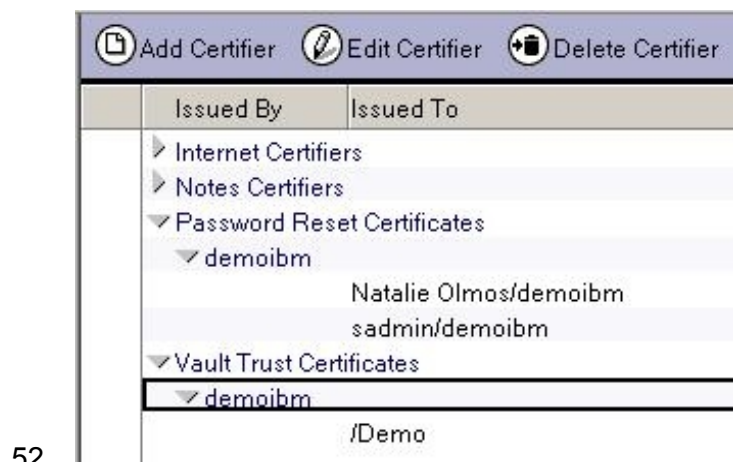 Add Certifier Edit Certifier Delete Certifier
Issued By Issued To
Internet Certifiers
Notes Certifiers
Password Reset Certificates
demoibm
Natalie Olmos/demoibm
sadmin/demoibm
Vault Trust Certificates
demoibm
/Demo
52